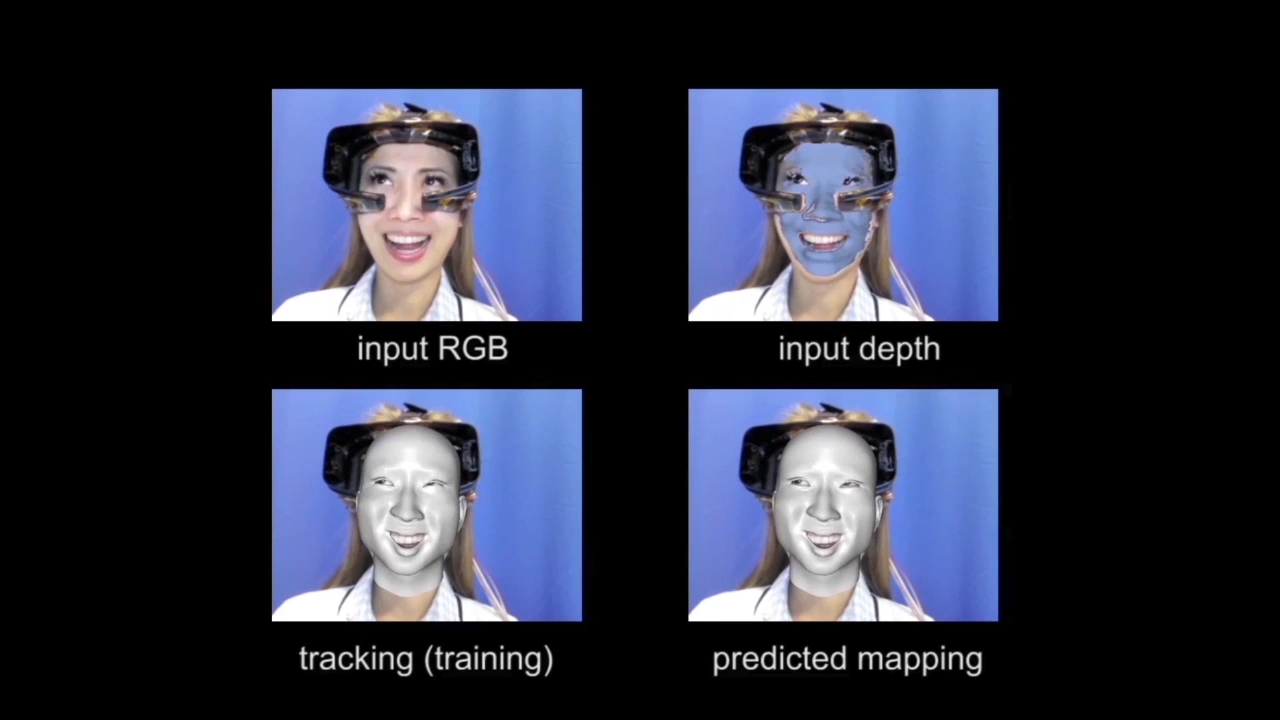 input RGB
input depth
tracking (training)
predicted mapping